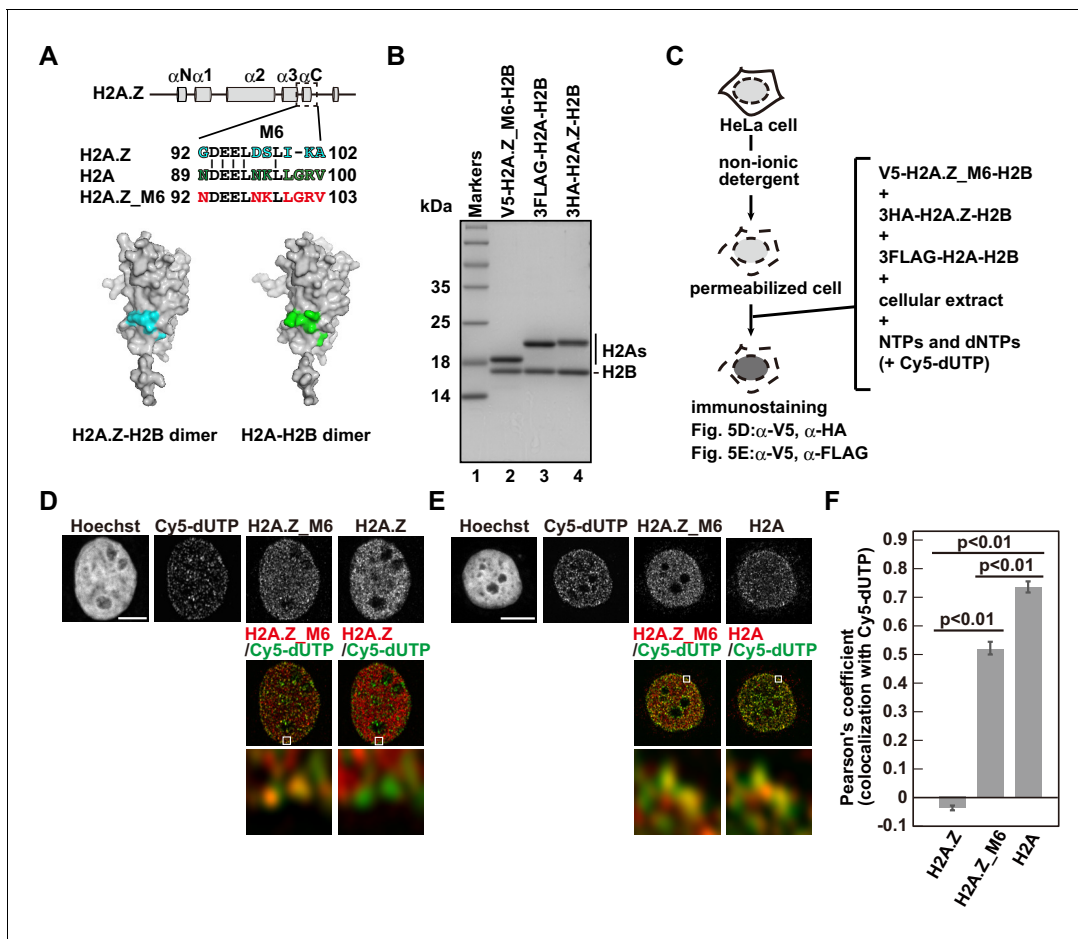 A
αN α1 α2 α3 αC
H2A.Z
M6
H2A.Z 92 GDEELDSLI-KA 102
H2A 89 NDEELNKLLGRV 100
H2A.Z_M6 92 NDEELNKLLGRV 103
H2A.Z-H2B dimer
H2A-H2B dimer
B
Markers
V5-H2A.Z_M6-H2B
3FLAG-H2A-H2B
3HA-H2A.Z-H2B
kDa
35
25
18
14
H2As
H2B
1 2 3 4
C
HeLa cell
non-ionic
detergent
permeabilized cell
V5-H2A.Z_M6-H2B
+
3HA-H2A.Z-H2B
+
3FLAG-H2A-H2B
+
cellular extract
+
NTPs and dNTPs
(+ Cy5-dUTP)
immunostaining
Fig. 5D:α-V5, α-HA
Fig. 5E:α-V5, α-FLAG
D
Hoechst Cy5-dUTP H2A.Z_M6 H2A.Z
H2A.Z_M6
/Cy5-dUTP
H2A.Z
/Cy5-dUTP
E
Hoechst Cy5-dUTP H2A.Z_M6 H2A
H2A.Z_M6
/Cy5-dUTP
H2A
/Cy5-dUTP
F
Pearson's coefficient
(colocalization with Cy5-dUTP)
0.9
0.8
0.7
0.6
0.5
0.4
0.3
0.2
0.1
0
-0.1
p<0.01
p<0.01
p<0.01
H2A.Z
H2A.Z_M6
H2A